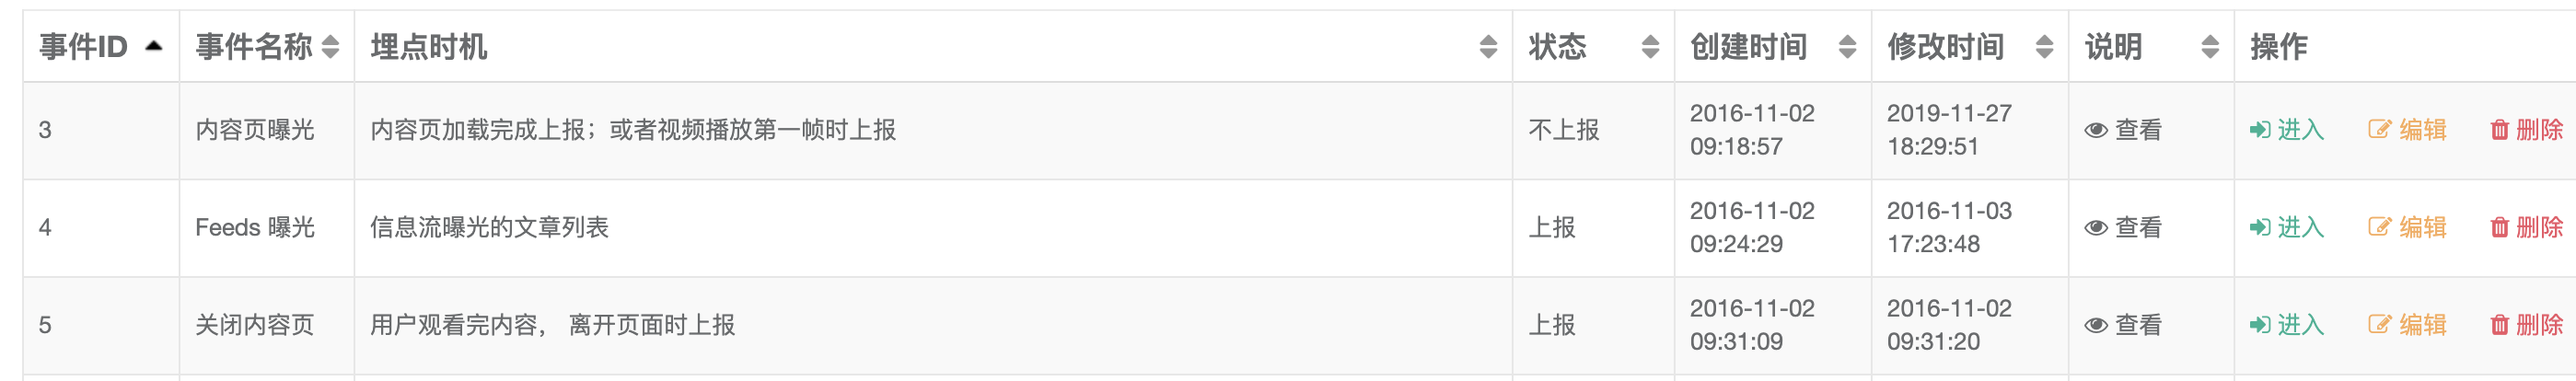 事件ID 事件名称 埋点时机 状态 创建时间 修改时间 说明 操作
3 内容页曝光 内容页加载完成上报；或者视频播放第一帧时上报 不上报 2016-11-02 09:18:57 2019-11-27 18:29:51 查看 进入 编辑 删除
4 Feeds 曝光 信息流曝光的文章列表 上报 2016-11-02 09:24:29 2016-11-03 17:23:48 查看 进入 编辑 删除
5 关闭内容页 用户观看完内容， 离开页面时上报 上报 2016-11-02 09:31:09 2016-11-02 09:31:20 查看 进入 编辑 删除